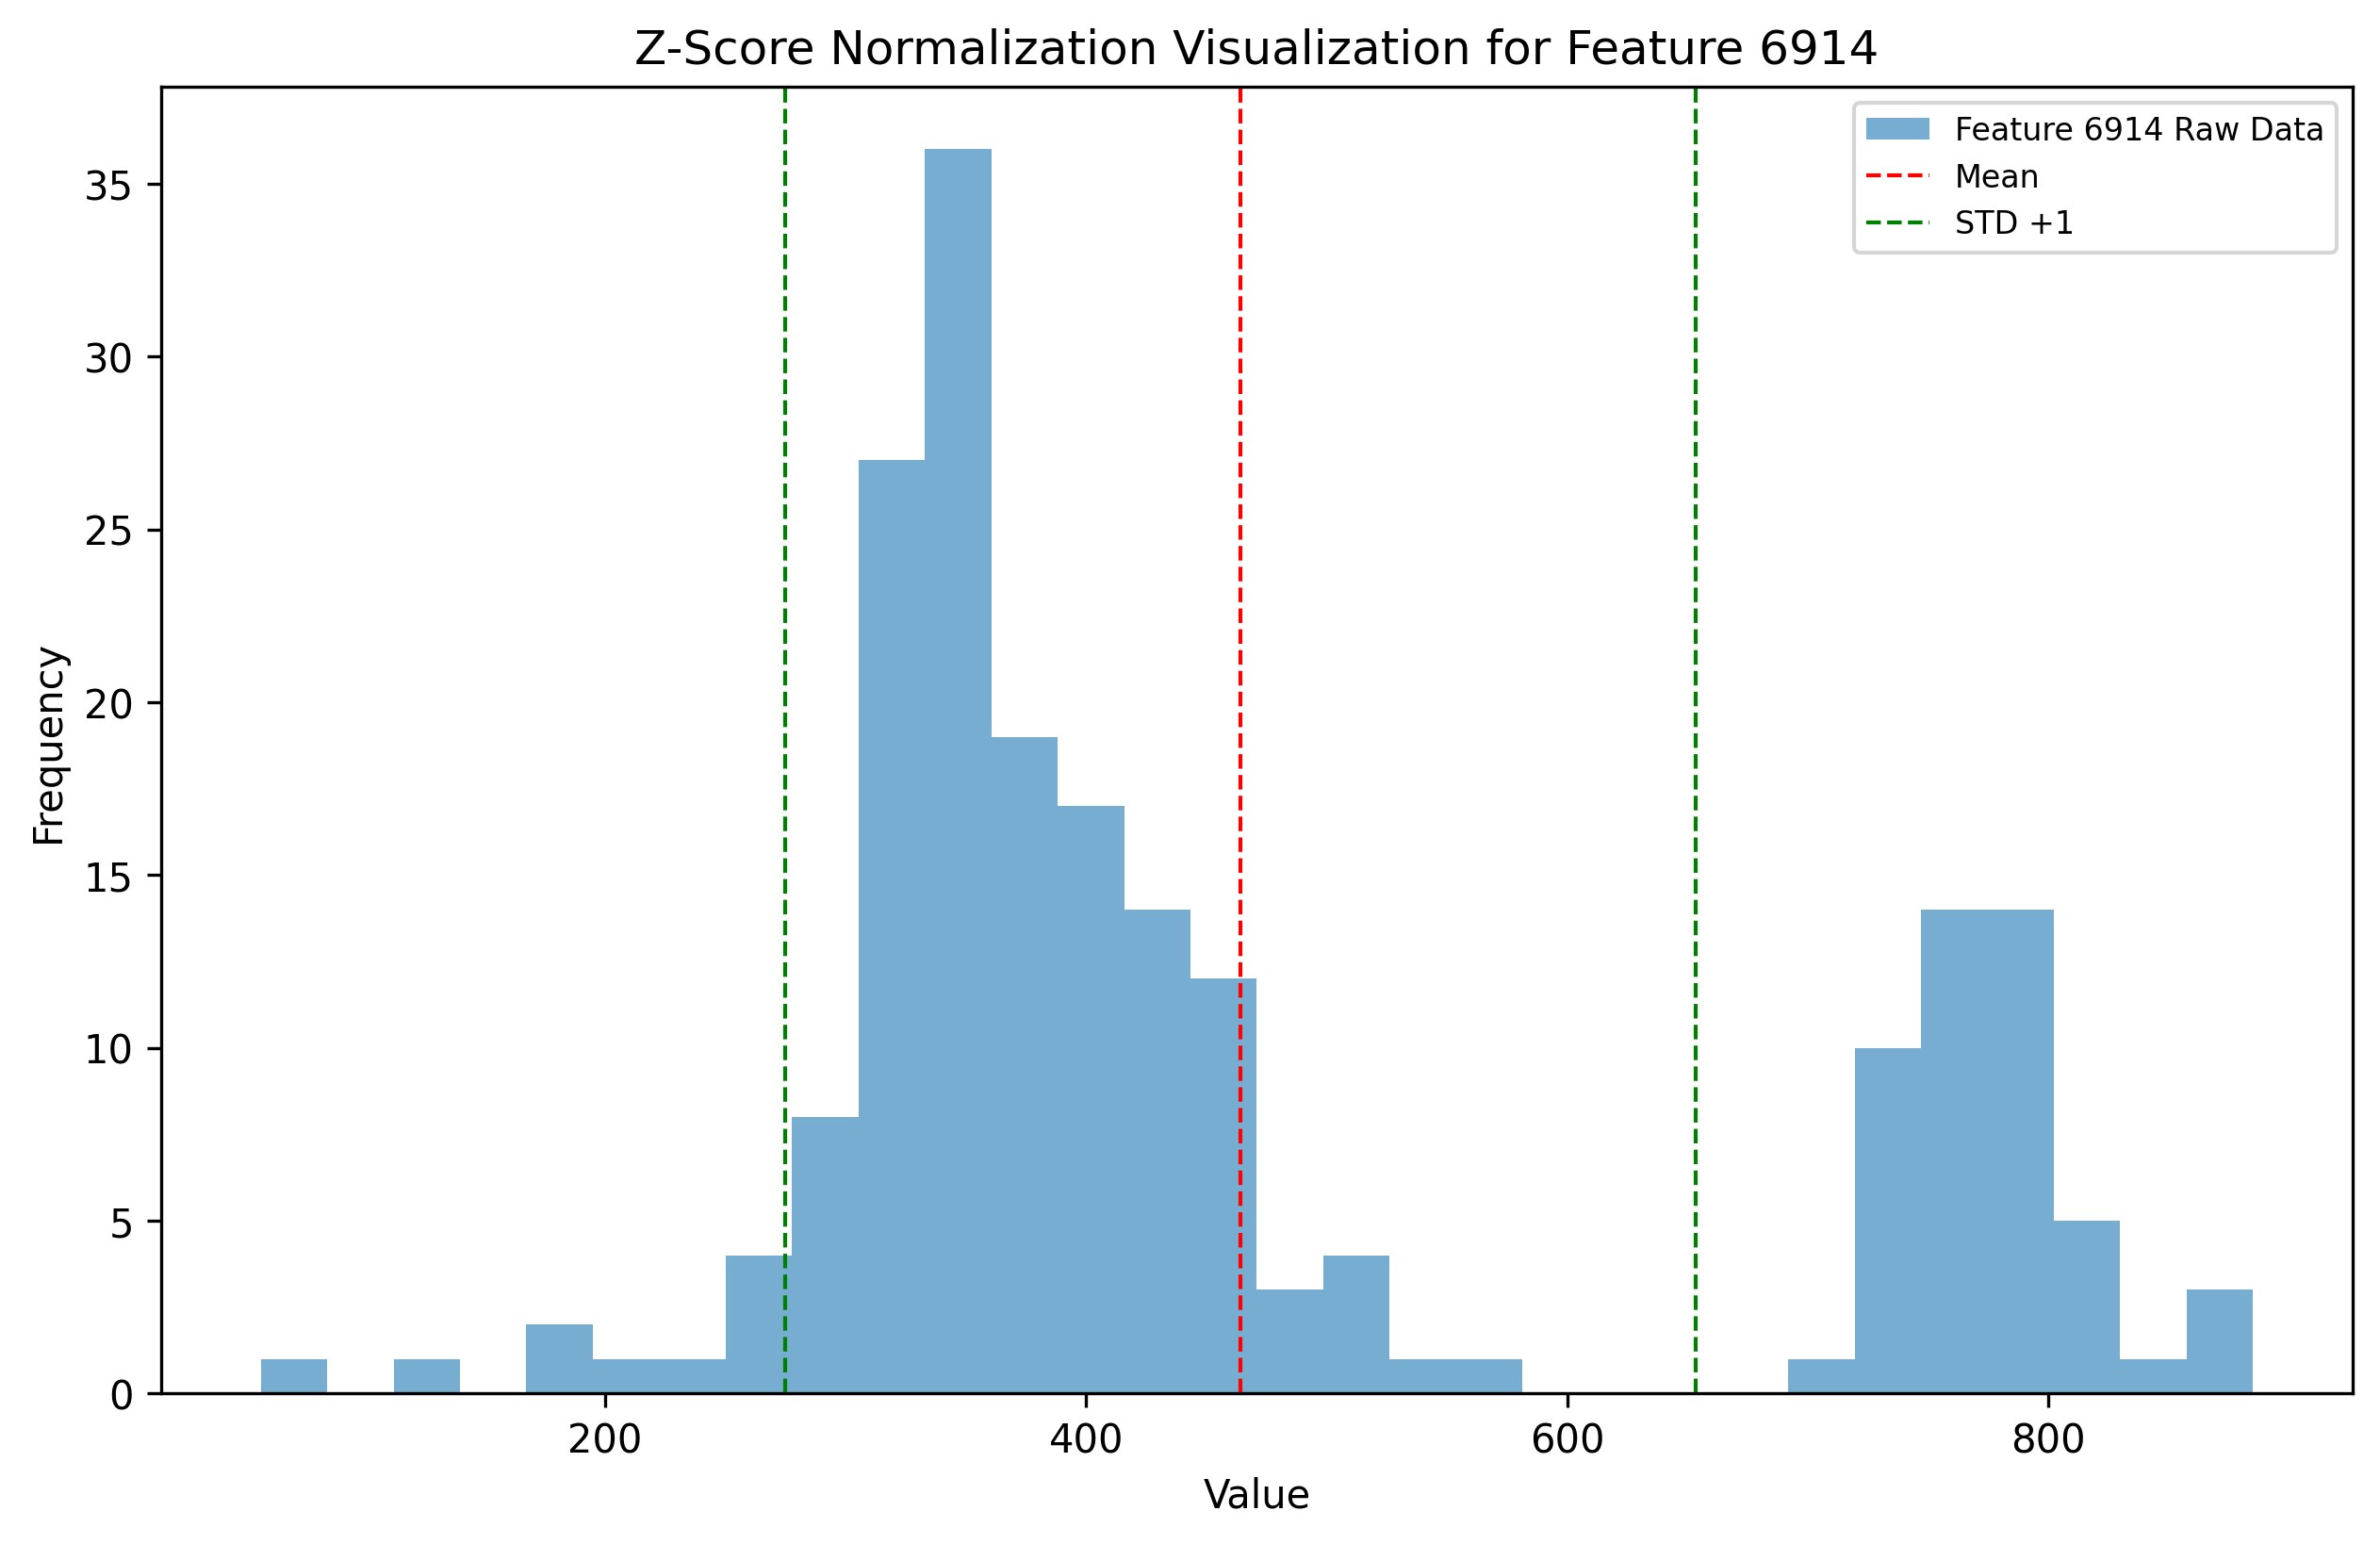 Z-Score Normalization Visualization for Feature 6914
Feature 6914 Raw Data
Mean
STD +1
35
30
25
20
15
10
5
0
Frequency
200 400 600 800
Value